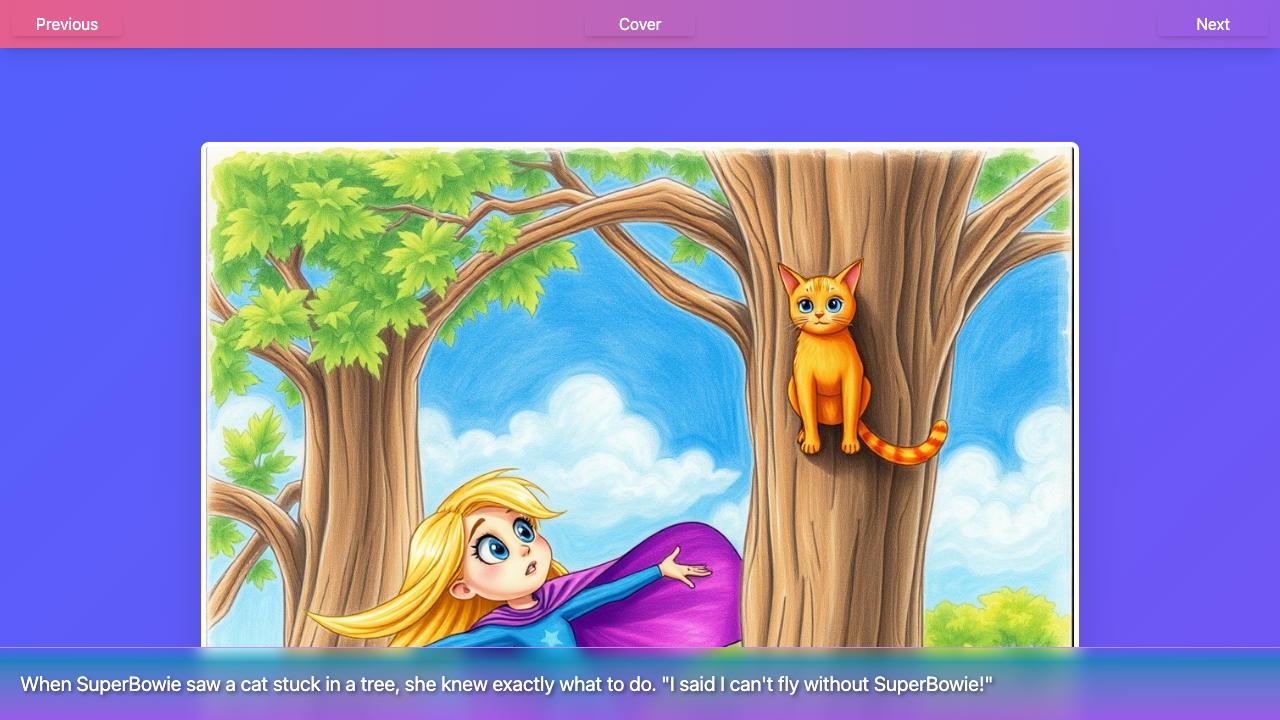 Previous
Cover
Next
When SuperBowie saw a cat stuck in a tree, she knew exactly what to do. "I said I can't fly without SuperBowie!"